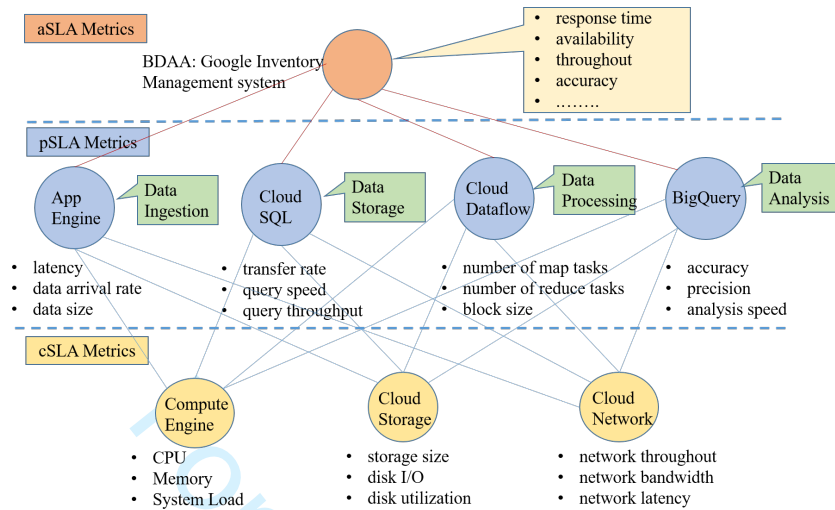 aSLA Metrics
BDAA: Google Inventory
Management system
• response time
• availability
• throughout
• accuracy
• ........
pSLA Metrics
App
Engine
Data
Ingestion
Cloud
SQL
Data
Storage
Cloud
Dataflow
Data
Processing
BigQuery
Data
Analysis
• latency
• data arrival rate
• data size
• transfer rate
• query speed
• query throughput
• number of map tasks
• number of reduce tasks
• block size
• accuracy
• precision
• analysis speed
cSLA Metrics
Compute
Engine
Cloud
Storage
Cloud
Network
• CPU
• Memory
• System Load
• storage size
• disk I/O
• disk utilization
• network throughout
• network bandwidth
• network latency